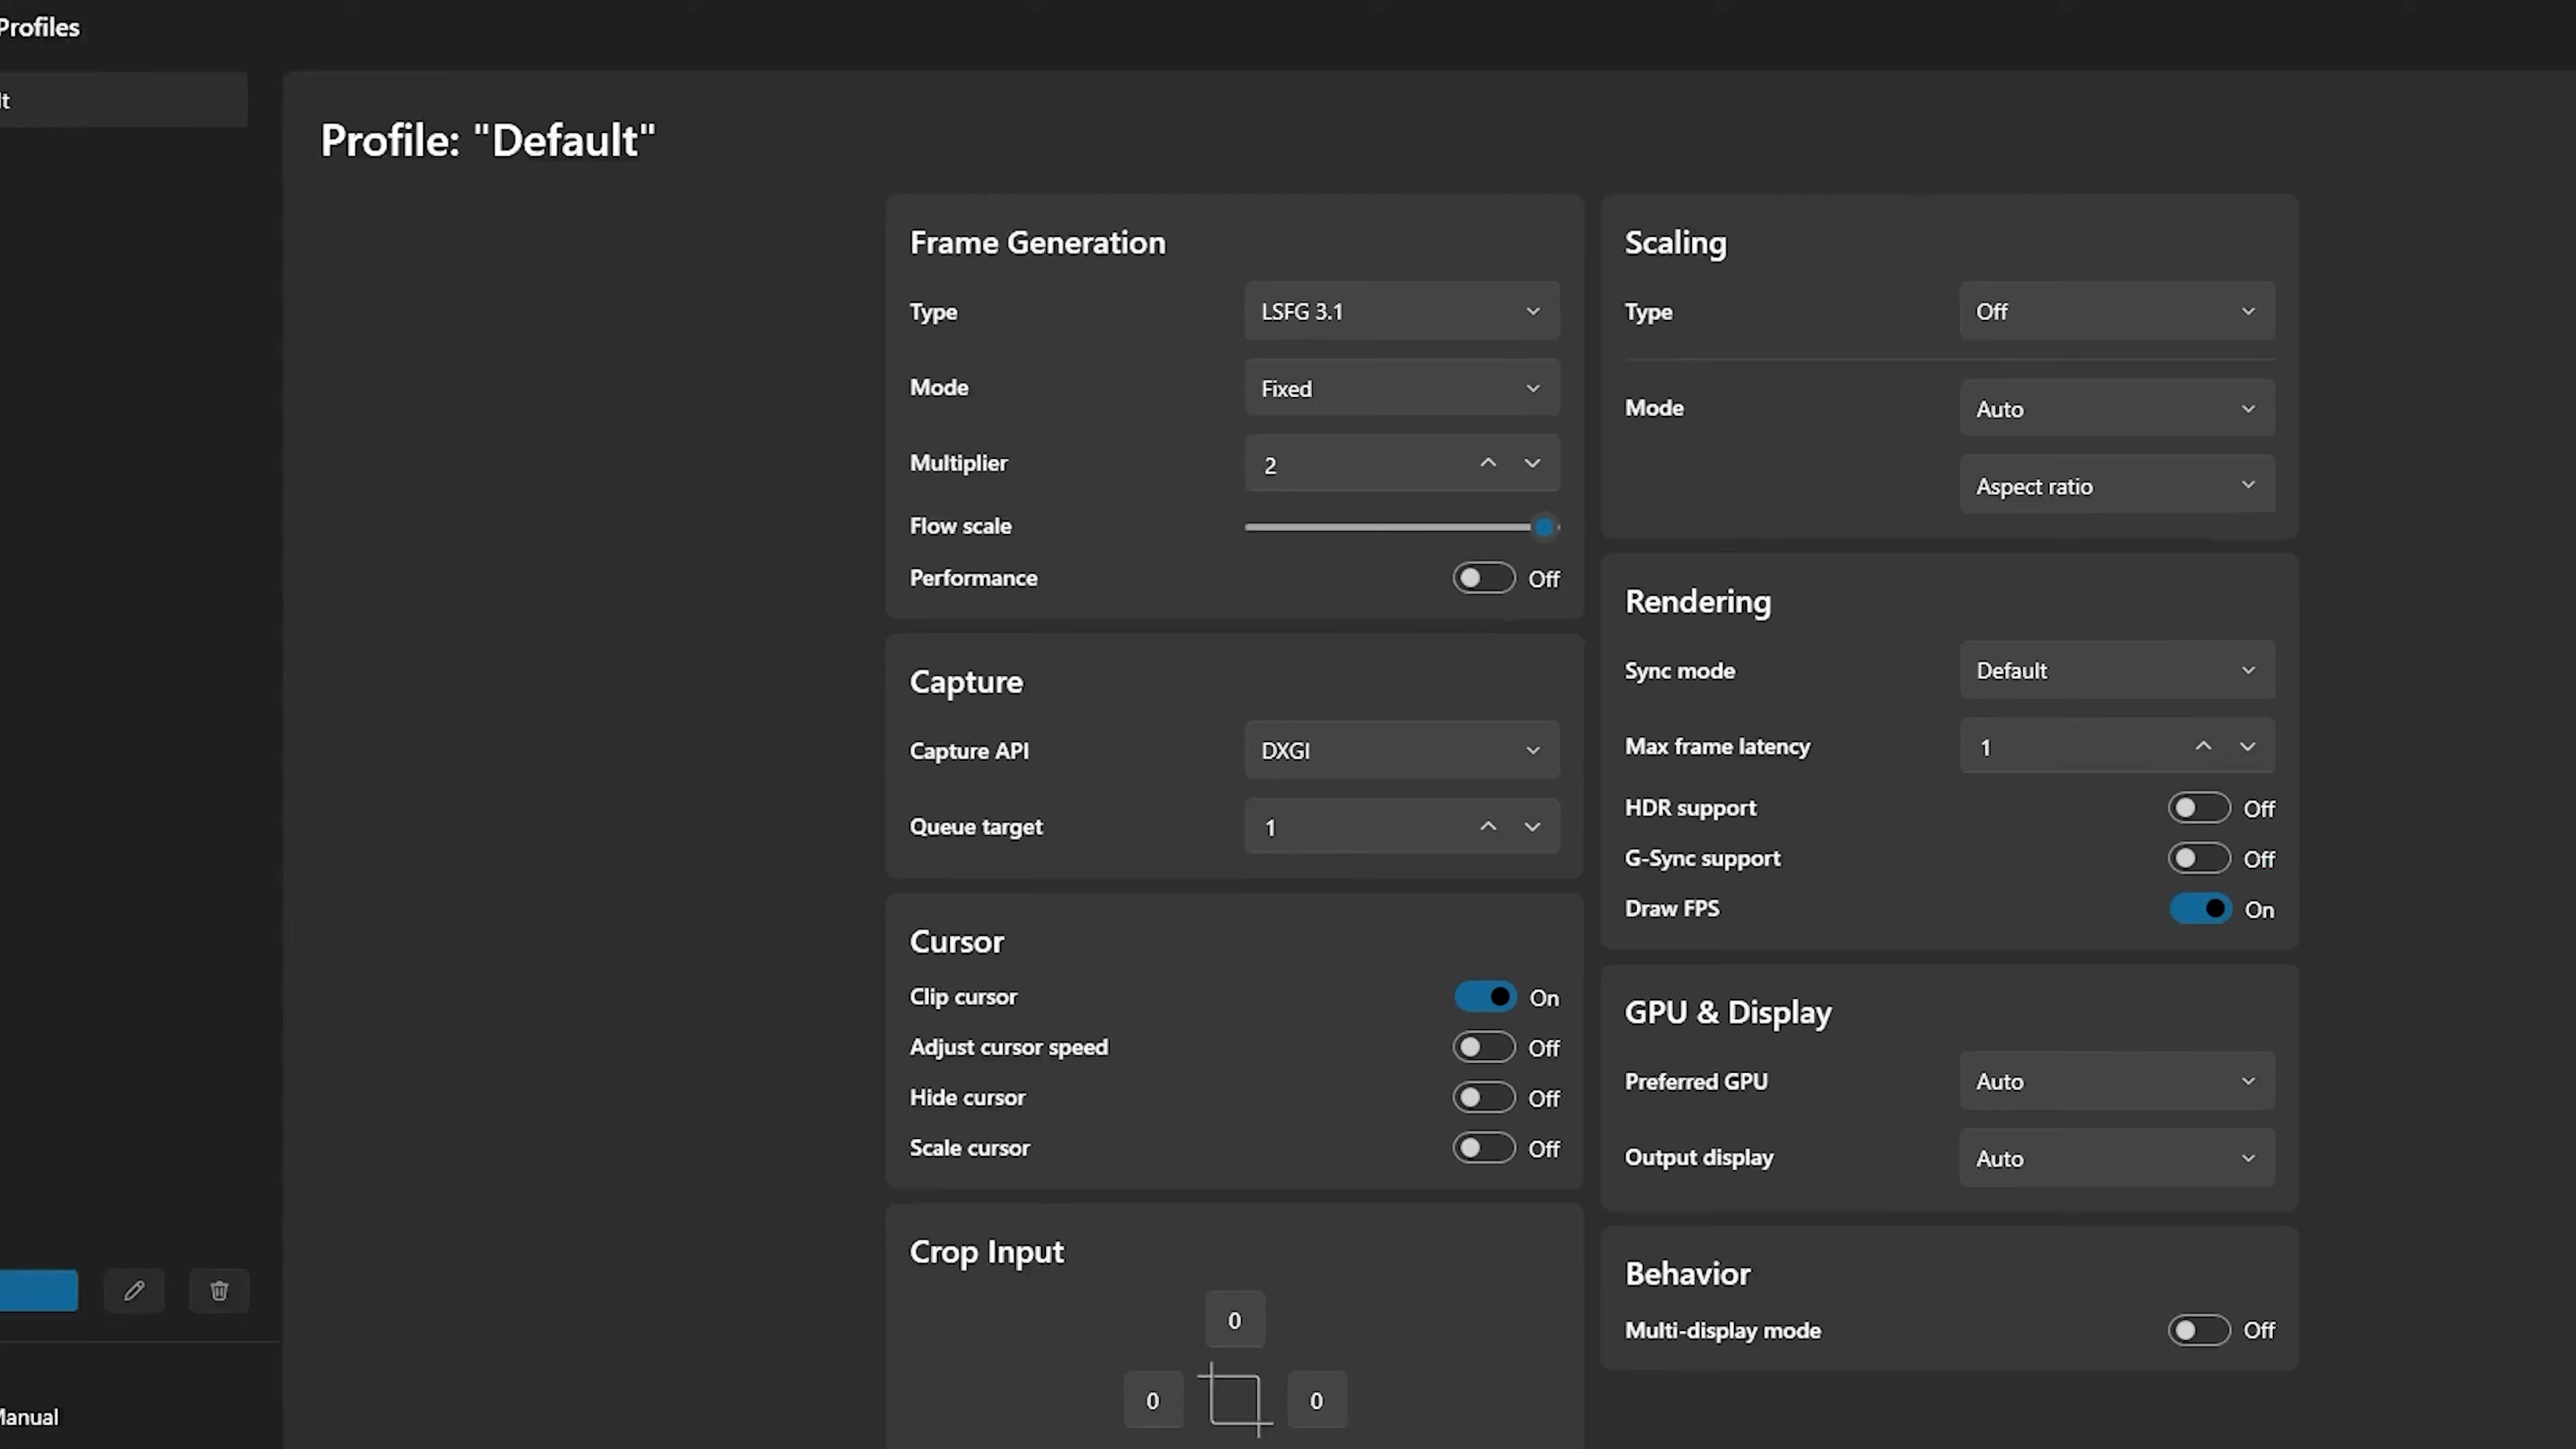 Profiles
lt
Profile: "Default"
Frame Generation
Type
LSFG 3.1
Mode
Fixed
Multiplier
2
Flow scale
Performance
Off
Capture
Capture API
DXGI
Queue target
1
Cursor
Clip cursor
On
Adjust cursor speed
Off
Hide cursor
Off
Scale cursor
Off
Crop Input
0
0
0
Scaling
Type
Off
Mode
Auto
Aspect ratio
Rendering
Sync mode
Default
Max frame latency
1
HDR support
Off
G-Sync support
Off
Draw FPS
On
GPU & Display
Preferred GPU
Auto
Output display
Auto
Behavior
Multi-display mode
Off
Manual